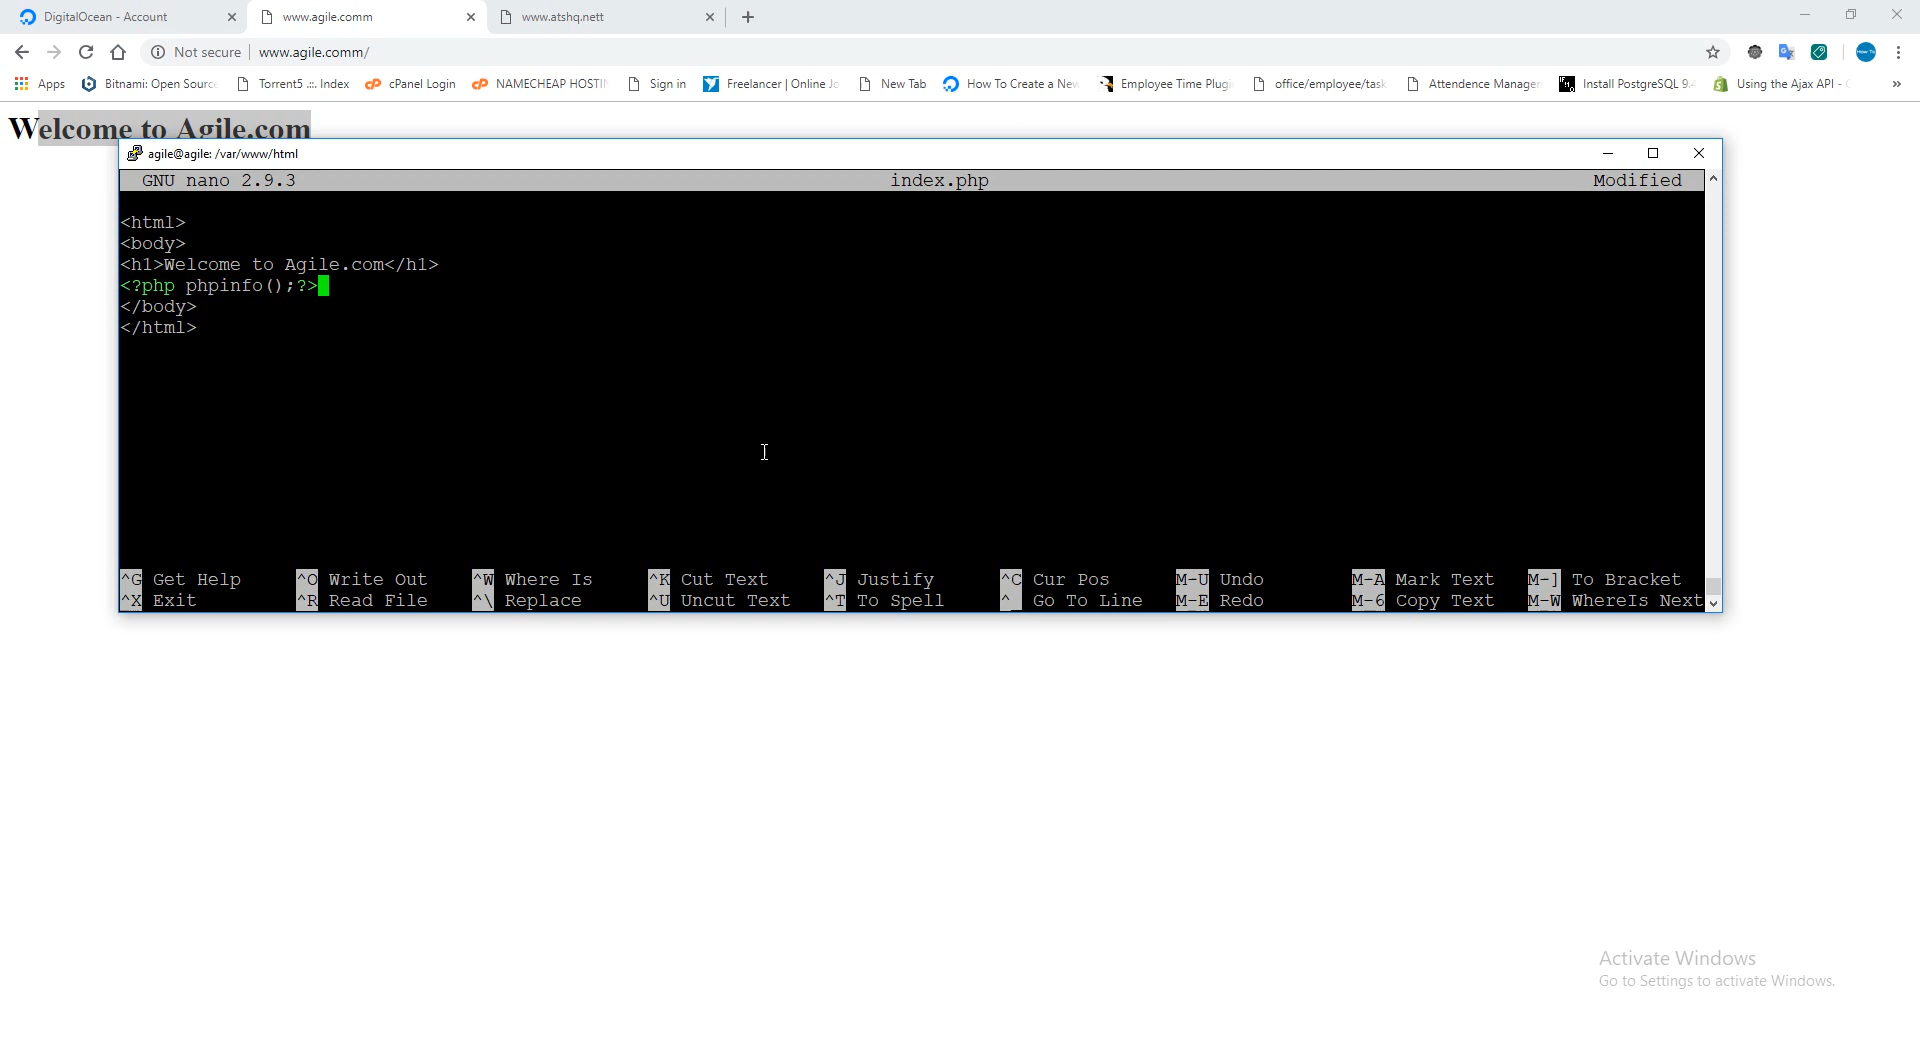 DigitalOcean - Account
www.agile.comm
www.atshq.nett
Not secure www.agile.comm/
Apps Bitnami: Open Source Torrent5 .::. Index cPanel Login NAMECHEAP HOSTIN Sign in Freelancer | Online Jo New Tab How To Create a New Employee Time Plugi office/employee/task Attendence Manager Install PostgreSQL 9.4 Using the Ajax API -
Welcome to Agile.com
agile@agile: /var/www/html
GNU nano 2.9.3 index.php Modified
<html>
<body>
<h1>Welcome to Agile.com</h1>
<?php phpinfo();?>
</body>
</html>
^G Get Help ^O Write Out ^W Where Is ^K Cut Text ^J Justify ^C Cur Pos M-U Undo M-A Mark Text M-] To Bracket
^X Exit ^R Read File ^\ Replace ^U Uncut Text ^T To Spell ^_ Go To Line M-E Redo M-6 Copy Text M-W WhereIs Next
Activate Windows
Go to Settings to activate Windows.